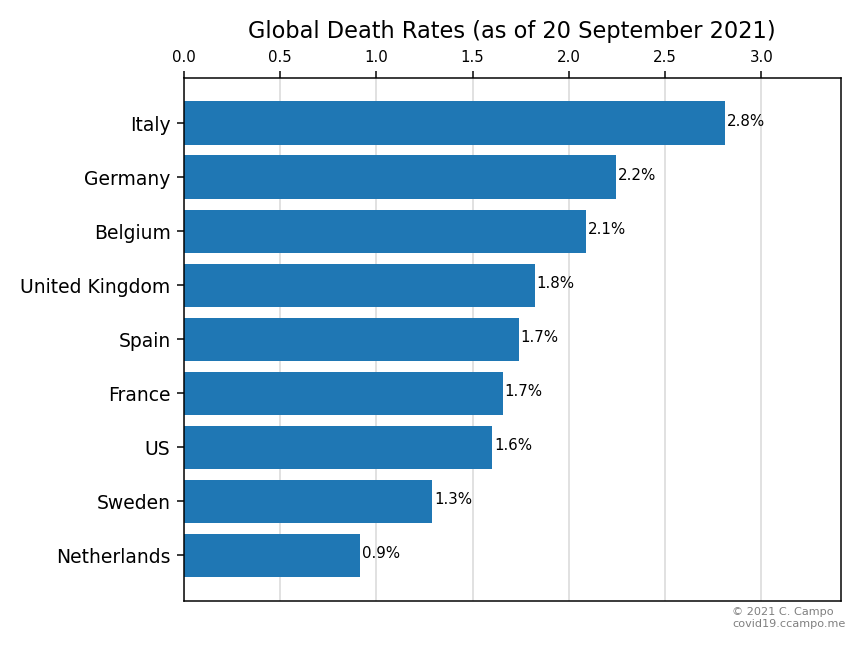 Global Death Rates (as of 20 September 2021)
0.0 0.5 1.0 1.5 2.0 2.5 3.0
Italy 2.8%
Germany 2.2%
Belgium 2.1%
United Kingdom 1.8%
Spain 1.7%
France 1.7%
US 1.6%
Sweden 1.3%
Netherlands 0.9%
© 2021 C. Campo
covid19.ccampo.me